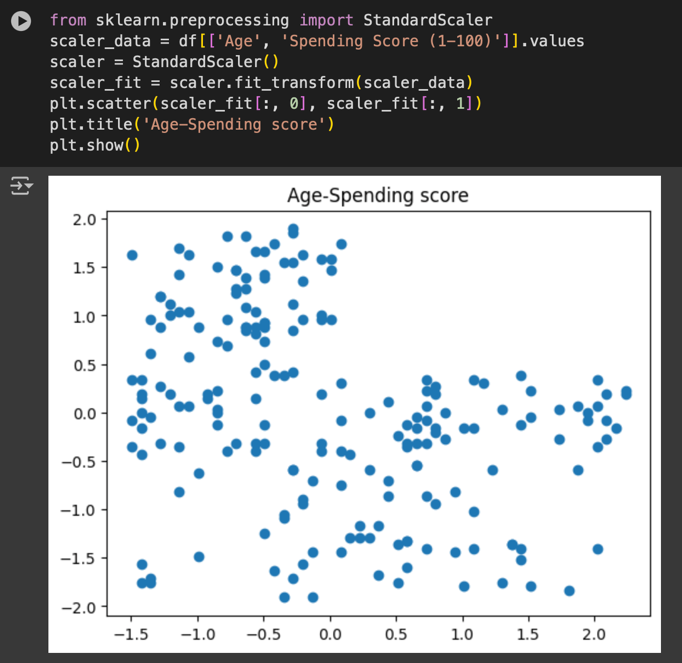 from sklearn.preprocessing import StandardScaler
scaler_data = df[['Age', 'Spending Score (1-100)']].values
scaler = StandardScaler()
scaler_fit = scaler.fit_transform(scaler_data)
plt.scatter(scaler_fit[:, 0], scaler_fit[:, 1])
plt.title('Age-Spending score')
plt.show()
Age-Spending score
2.0
1.5
1.0
0.5
0.0
−0.5
−1.0
−1.5
−2.0
−1.5 −1.0 −0.5 0.0 0.5 1.0 1.5 2.0